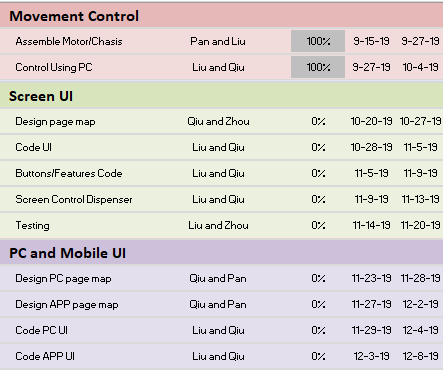 Movement Control
Assemble Motor/Chasis Pan and Liu 100% 9-15-19 9-27-19
Control Using PC Liu and Qiu 100% 9-27-19 10-4-19
Screen UI
Design page map Qiu and Zhou 0% 10-20-19 10-27-19
Code UI Liu and Qiu 0% 10-28-19 11-5-19
Buttons/Features Code Liu and Qiu 0% 11-5-19 11-9-19
Screen Control Dispenser Liu and Qiu 0% 11-9-19 11-13-19
Testing Liu and Zhou 0% 11-14-19 11-20-19
PC and Mobile UI
Design PC page map Qiu and Pan 0% 11-23-19 11-28-19
Design APP page map Qiu and Pan 0% 11-27-19 12-2-19
Code PC UI Liu and Qiu 0% 11-29-19 12-4-19
Code APP UI Liu and Qiu 0% 12-3-19 12-8-19